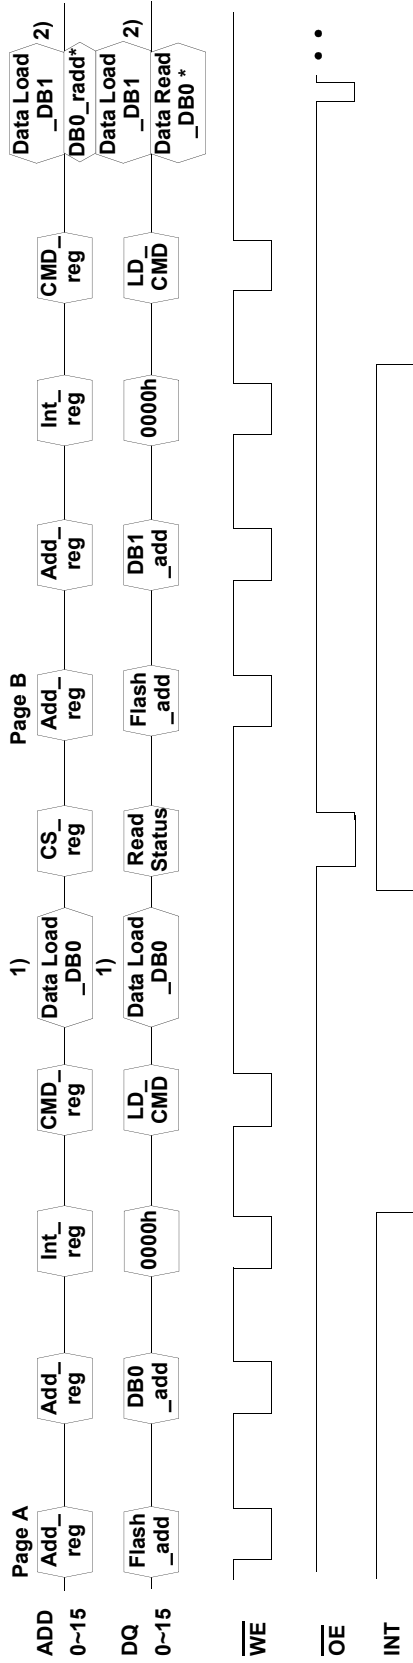 Page A
1)
Page B
2)
ADD
0~15
Add_
reg
Add_
reg
Int_
reg
CMD_
reg
Data Load
_DB0
CS_
reg
Add_
reg
Add_
reg
Int_
reg
CMD_
reg
Data Load
_DB1
DB0_radd*
1)
2)
DQ
0~15
Flash
_add
DB0
_add
0000h
LD_
CMD
Data Load
_DB0
Read
Status
Flash
_add
DB1
_add
0000h
LD_
CMD
Data Load
_DB1
Data Read
_DB0 *
WE
OE
INT